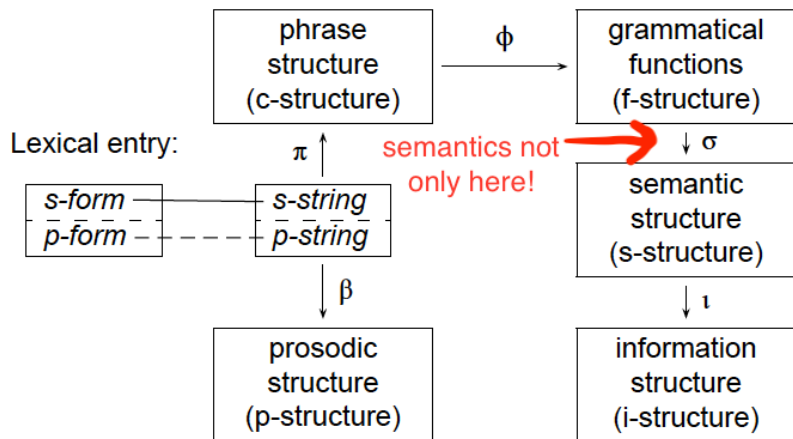 phrase
structure
(c-structure)
ϕ
grammatical
functions
(f-structure)
Lexical entry:
π
semantics not
only here!
σ
s-form
s-string
p-form
p-string
semantic
structure
(s-structure)
β
ι
prosodic
structure
(p-structure)
information
structure
(i-structure)